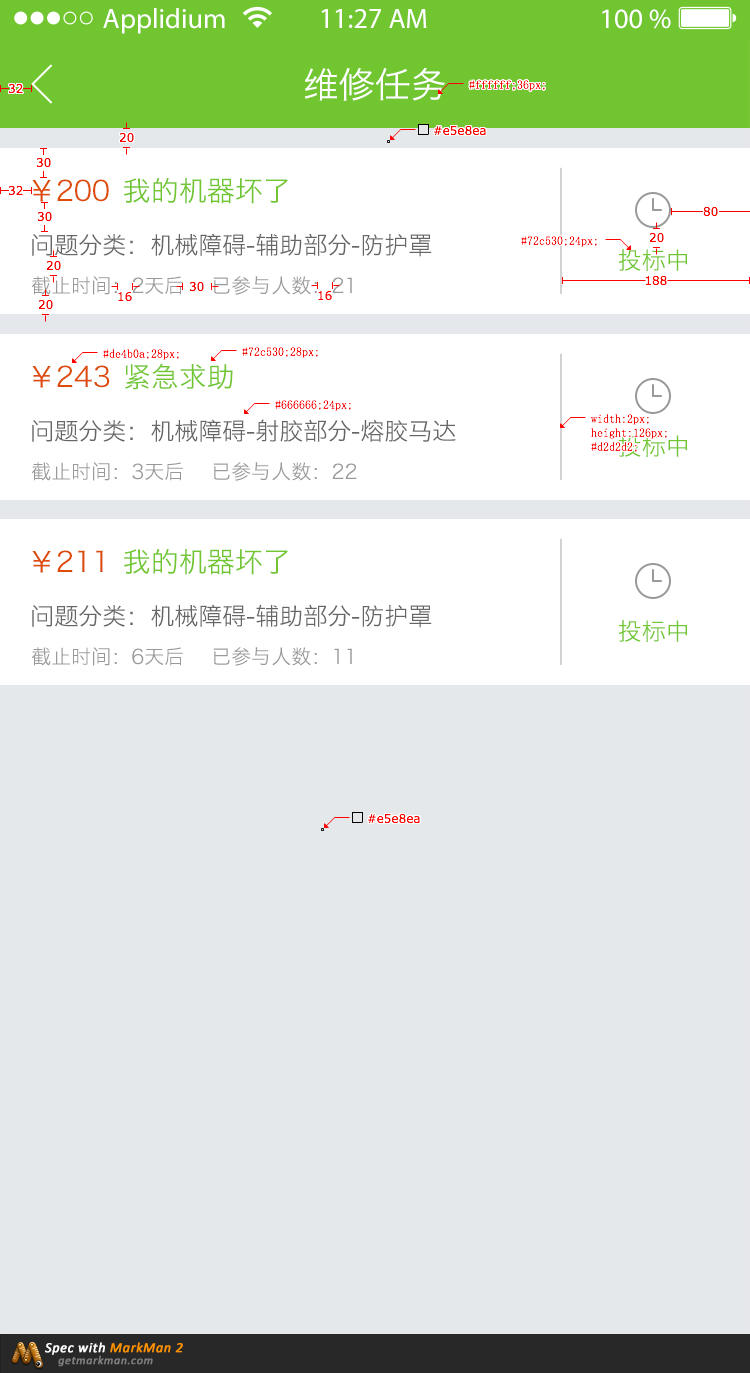 Applidium 11:27 AM 100 %
32 维修任务 #ffffff;36px;
20 #e5e8ea
30
32 ¥200 我的机器坏了
30 80
#72c530;24px; 20
问题分类：机械障碍-辅助部分-防护罩
20 投标中
188
截止时间：2天后 30 已参与人数：21
16 16
20
#de4b0a;28px; #72c530;28px;
¥243 紧急求助
#666666;24px;
width:2px;
height:126px;
#d2d2d2;
问题分类：机械障碍-射胶部分-熔胶马达
投标中
截止时间：3天后 已参与人数：22
¥211 我的机器坏了
问题分类：机械障碍-辅助部分-防护罩
投标中
截止时间：6天后 已参与人数：11
#e5e8ea
Spec with MarkMan 2
getmarkman.com